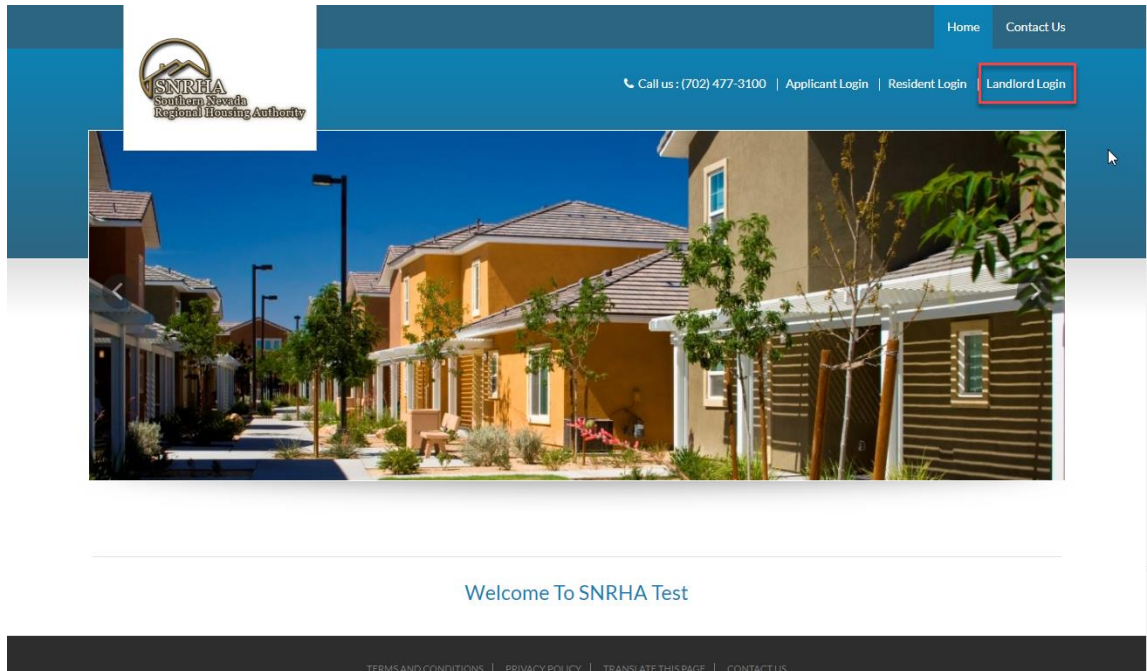 Home Contact Us
SNRHA
Southern Nevada
Regional Housing Authority
Call us : (702) 477-3100 | Applicant Login | Resident Login | Landlord Login
Welcome To SNRHA Test
TERMS AND CONDITIONS | PRIVACY POLICY | TRANSLATE THIS PAGE | CONTACT US